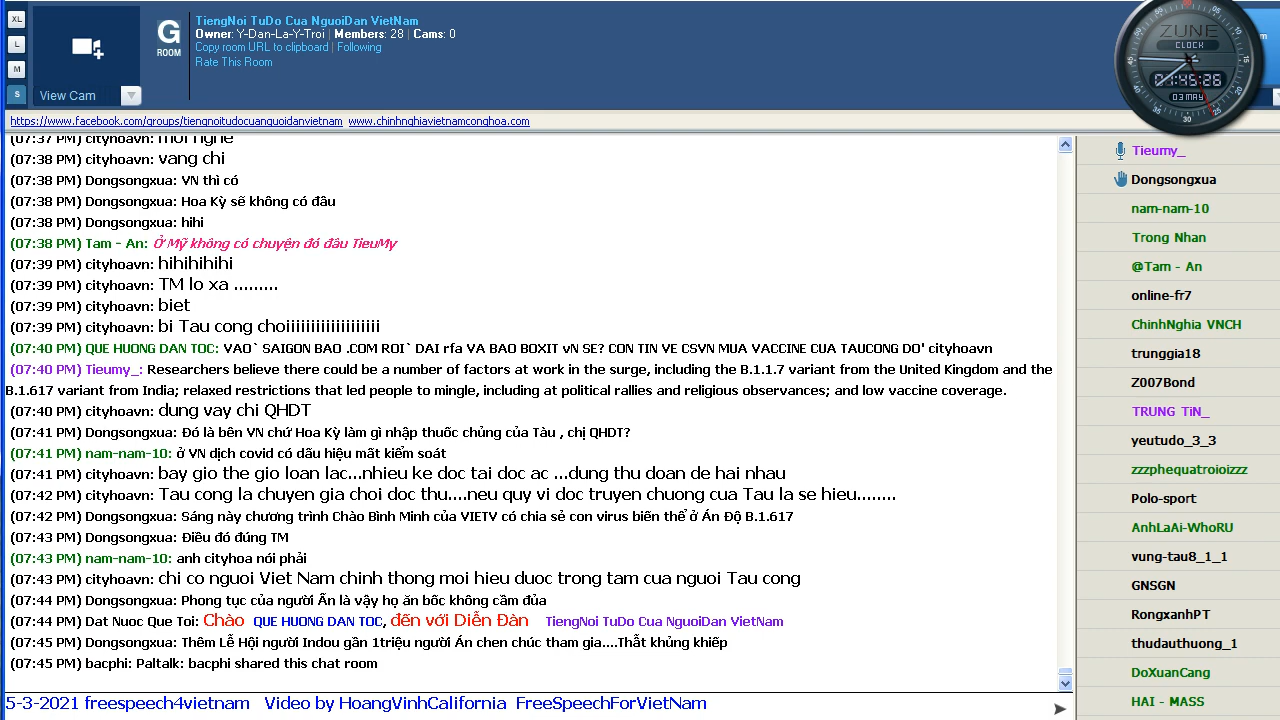 XL
L
M
S
View Cam
G
ROOM
TiengNoi TuDo Cua NguoiDan VietNam
Owner: Y-Dan-La-Y-Troi | Members: 28 | Cams: 0
Copy room URL to clipboard | Following
Rate This Room
ZUNE
CLOCK
45:26
03 MAY
https://www.facebook.com/groups/tiengnoitudocuanguoidanvietnam www.chinhnghiavietnamconghoa.com
(07:37 PM) cityhoavn: moi nghe
(07:38 PM) cityhoavn: vang chi
(07:38 PM) Dongsongxua: VN thì có
(07:38 PM) Dongsongxua: Hoa Kỳ sẽ không có đâu
(07:38 PM) Dongsongxua: hihi
(07:38 PM) Tam - An: Ở Mỹ không có chuyện đó đâu TieuMy
(07:39 PM) cityhoavn: hihihihihi
(07:39 PM) cityhoavn: TM lo xa .........
(07:39 PM) cityhoavn: biet
(07:39 PM) cityhoavn: bi Tau cong choiiiiiiiiiiiiiiiiiii
(07:40 PM) QUE HUONG DAN TOC: VAO` SAIGON BAO .COM ROI` DAI rfa VA BAO BOXIT vN SE? CON TIN VE CSVN MUA VACCINE CUA TAUCONG DO' cityhoavn
(07:40 PM) Tieumy_: Researchers believe there could be a number of factors at work in the surge, including the B.1.1.7 variant from the United Kingdom and the
B.1.617 variant from India; relaxed restrictions that led people to mingle, including at political rallies and religious observances; and low vaccine coverage.
(07:40 PM) cityhoavn: dung vay chi QHDT
(07:41 PM) Dongsongxua: Đó là bên VN chứ Hoa Kỳ làm gì nhập thuốc chủng của Tàu , chị QHDT?
(07:41 PM) nam-nam-10: ở VN dịch covid có dấu hiệu mất kiểm soát
(07:41 PM) cityhoavn: bay gio the gio loan lac...nhieu ke doc tai doc ac ...dung thu doan de hai nhau
(07:42 PM) cityhoavn: Tau cong la chuyen gia choi doc thu....neu quy vi doc truyen chuong cua Tau la se hieu........
(07:42 PM) Dongsongxua: Sáng này chương trình Chào Bình Minh của VIETV có chia sẻ con virus biến thể ở Án Độ B.1.617
(07:43 PM) Dongsongxua: Điều đó đúng TM
(07:43 PM) nam-nam-10: anh cityhoa nói phải
(07:43 PM) cityhoavn: chi co nguoi Viet Nam chinh thong moi hieu duoc trong tam cua nguoi Tau cong
(07:44 PM) Dongsongxua: Phong tục của người Ấn là vậy họ ăn bốc không cầm đủa
(07:44 PM) Dat Nuoc Que Toi: Chào QUE HUONG DAN TOC, đến với Diễn Đàn TiengNoi TuDo Cua NguoiDan VietNam
(07:45 PM) Dongsongxua: Thêm Lễ Hội người Indou gần 1triệu người Án chen chúc tham gia....Thắt khủng khiếp
(07:45 PM) bacphi: Paltalk: bacphi shared this chat room
5-3-2021 freespeech4vietnam Video by HoangVinhCalifornia FreeSpeechForVietNam
Tieumy_
Dongsongxua
nam-nam-10
Trong Nhan
@Tam - An
online-fr7
ChinhNghia VNCH
trunggia18
Z007Bond
TRUNG TiN_
yeutudo_3_3
zzzphequatroioizzz
Polo-sport
AnhLaAi-WhoRU
vung-tau8_1_1
GNSGN
RongxanhPT
thudauthuong_1
DoXuanCang
HAI - MASS